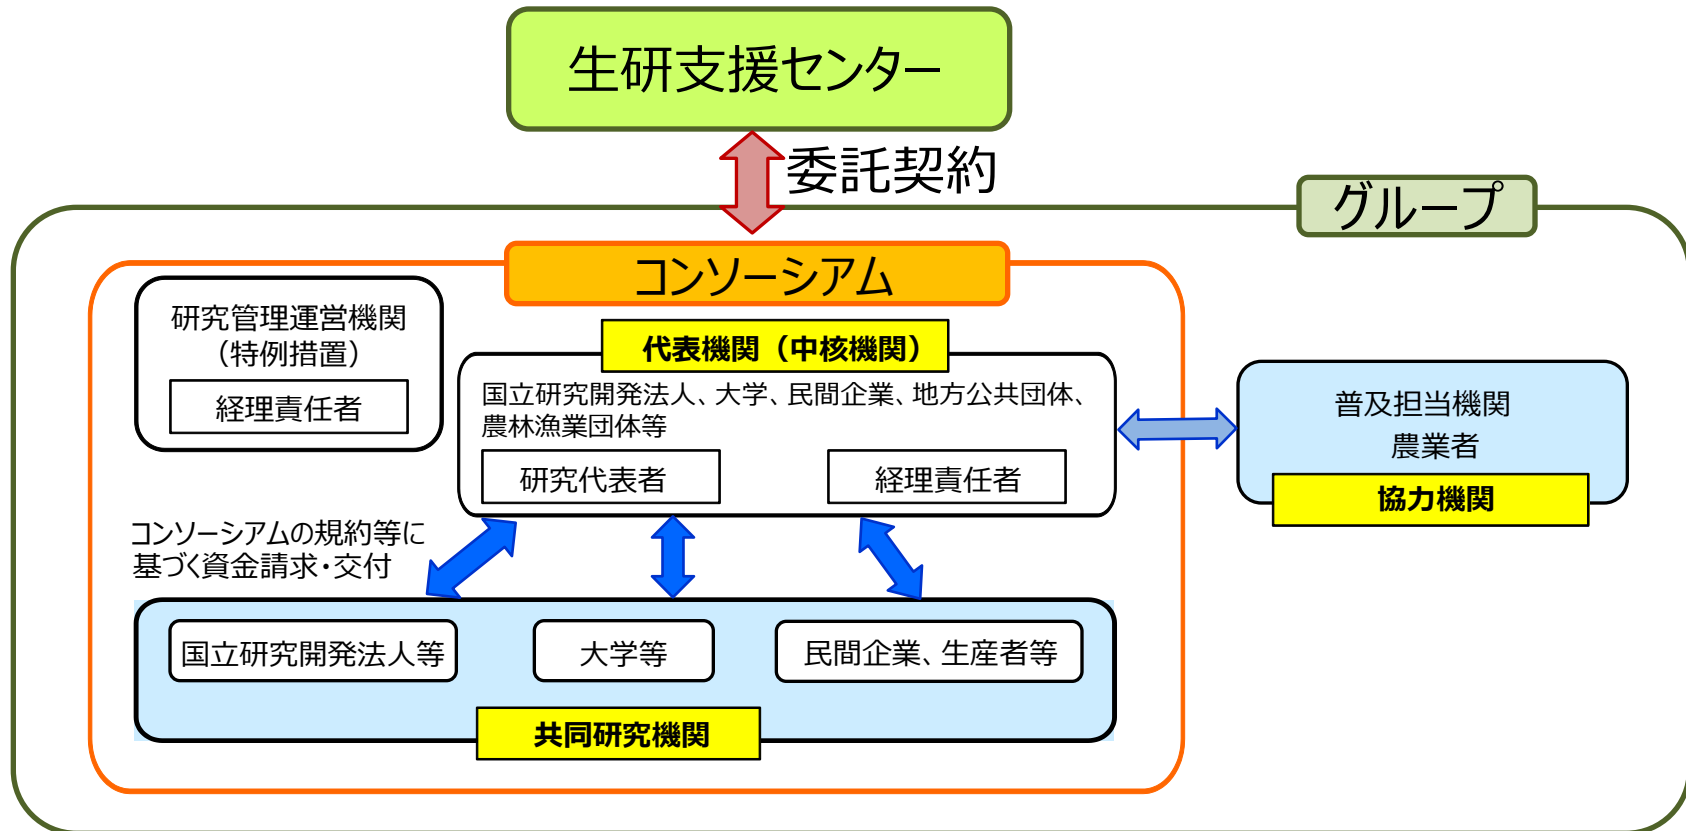 生研支援センター
委託契約
グループ
コンソーシアム
研究管理運営機関
（特例措置）
経理責任者
代表機関（中核機関）
国立研究開発法人、大学、民間企業、地方公共団体、
農林漁業団体等
研究代表者
経理責任者
普及担当機関
農業者
協力機関
コンソーシアムの規約等に
基づく資金請求・交付
国立研究開発法人等
大学等
民間企業、生産者等
共同研究機関